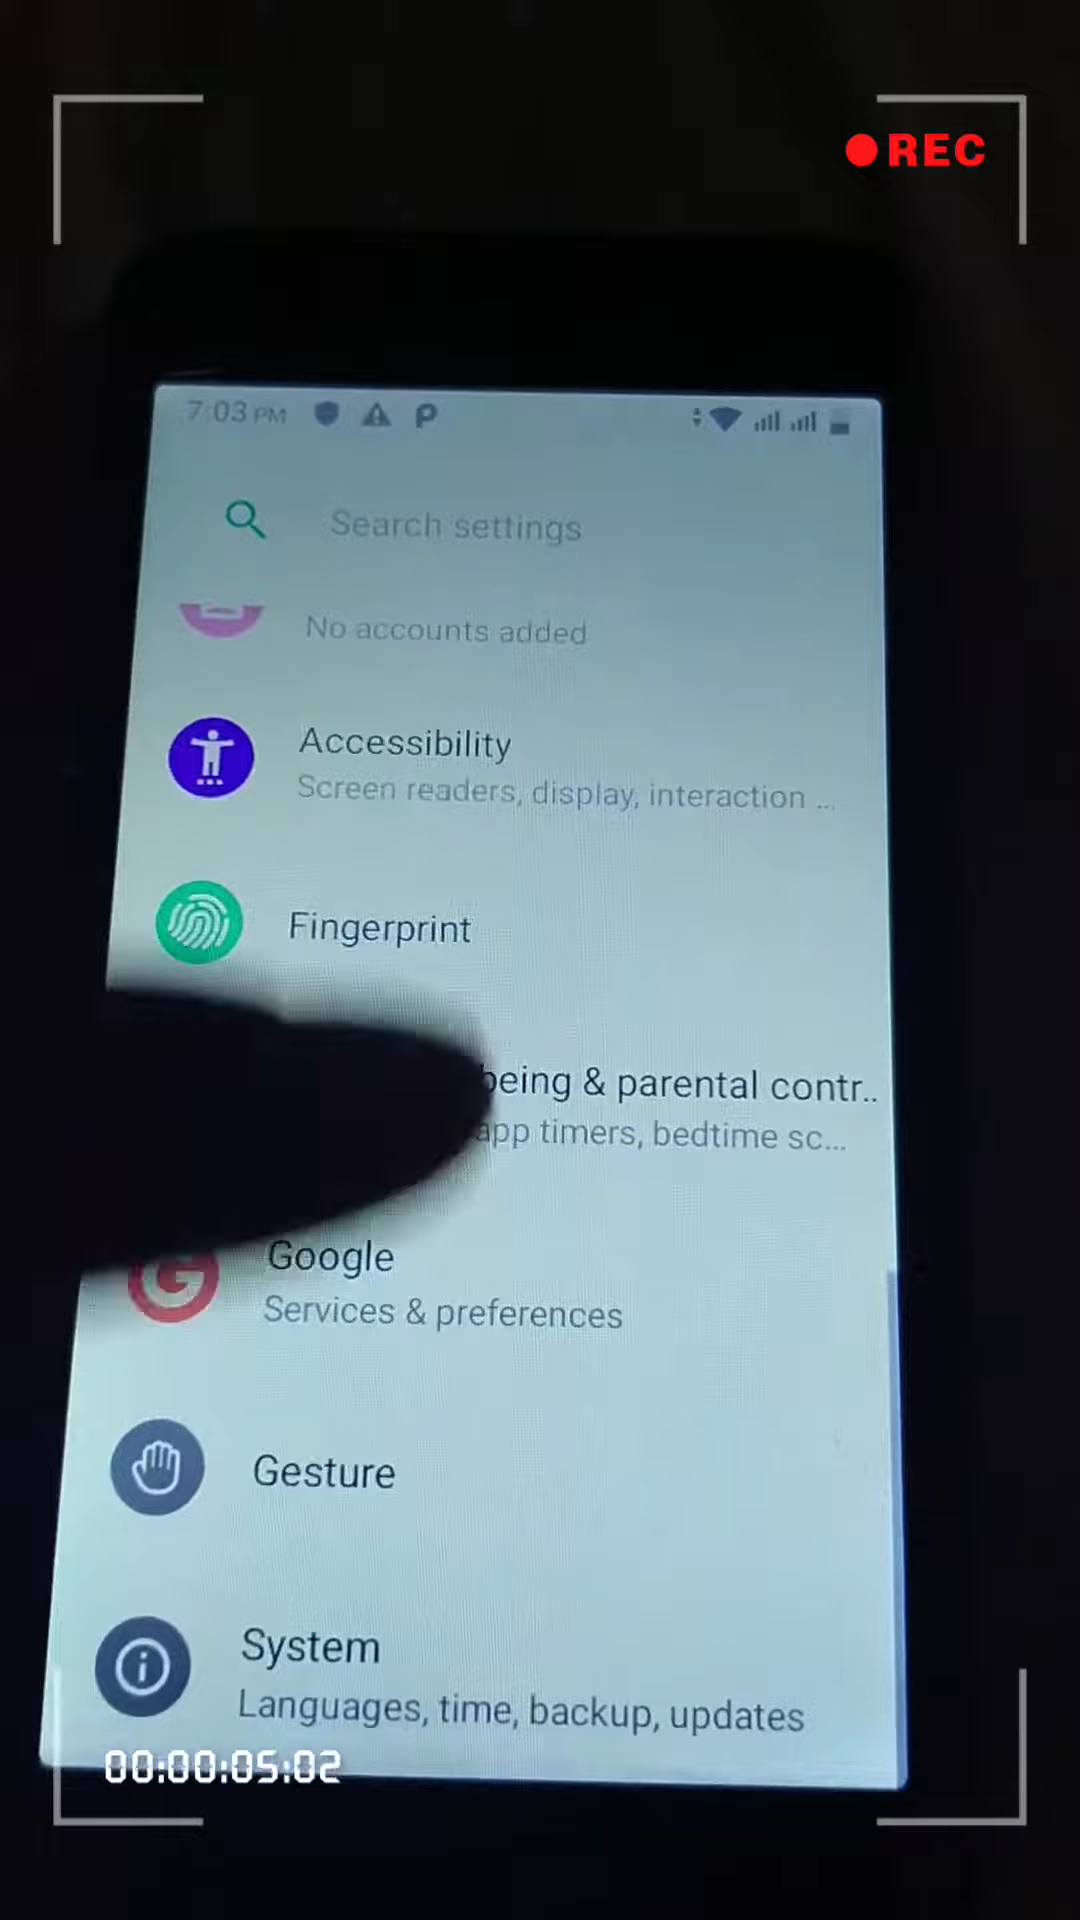 REC
7:03 PM
Search settings
No accounts added
Accessibility
Screen readers, display, interaction ...
Fingerprint
being & parental contr..
app timers, bedtime sc...
Google
Services & preferences
Gesture
System
Languages, time, backup, updates
00:00:05:02